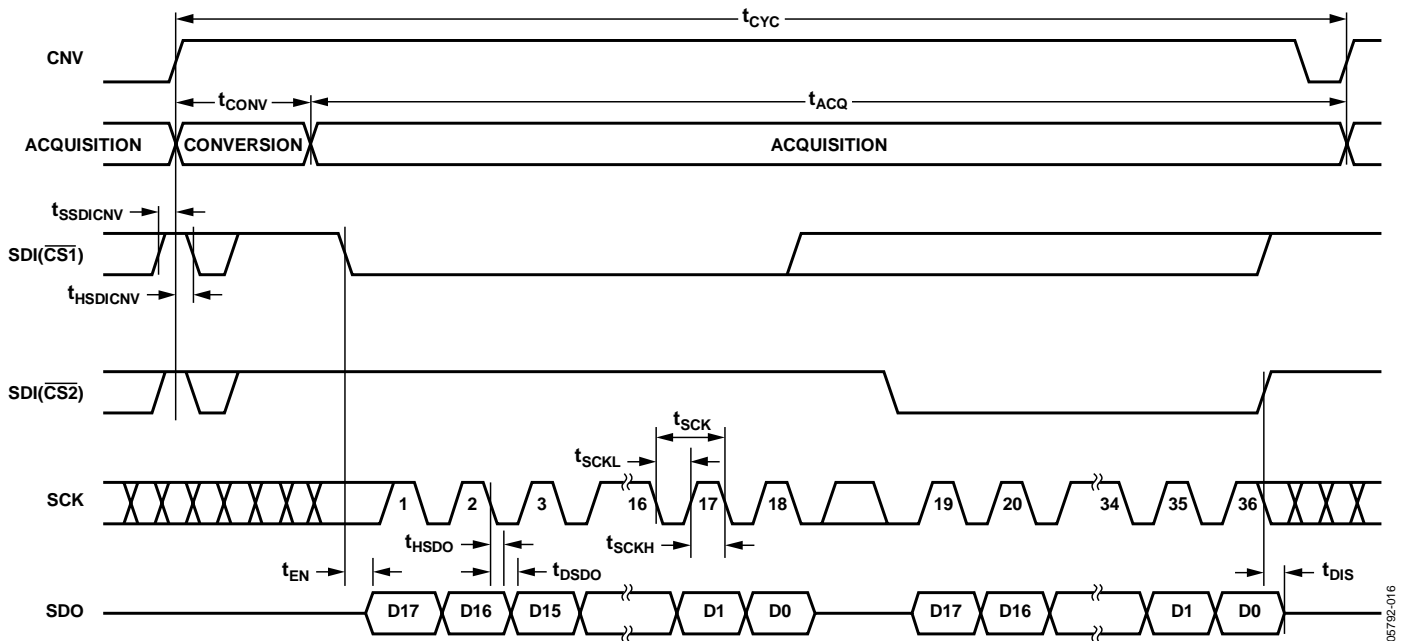 tCYC
CNV
tCONV
tACQ
ACQUISITION
CONVERSION
ACQUISITION
tSSDICNV
SDI(CS1)
tHSDICNV
SDI(CS2)
tSCK
tSCKL
SCK
1 2 3 16 17 18 19 20 34 35 36
tHSDO
tSCKH
tEN
tDSDO
tDIS
SDO
D17 D16 D15 D1 D0 D17 D16 D1 D0
05792-016